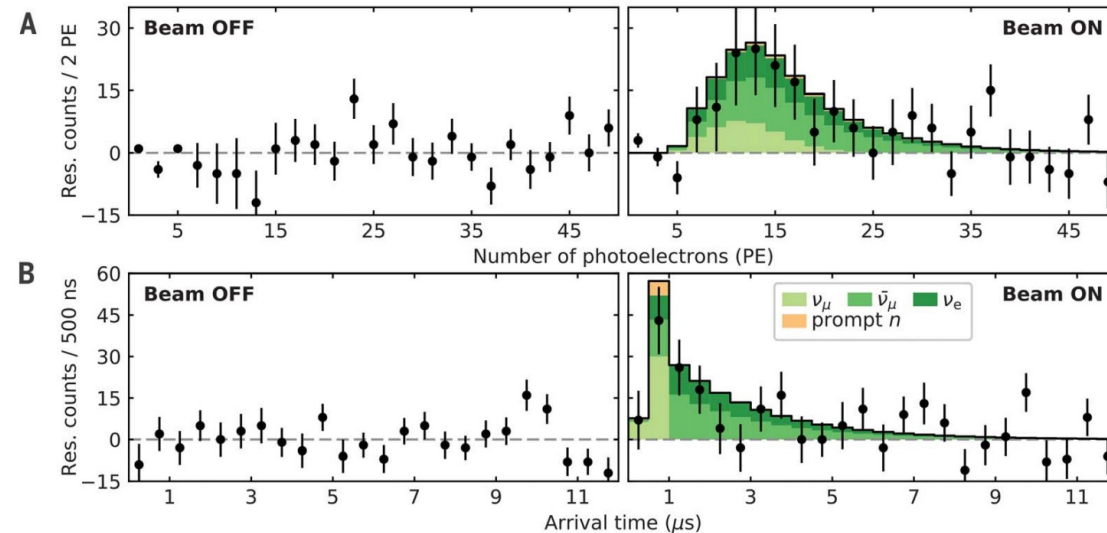 A
Beam OFF
Beam ON
Res. counts / 2 PE
30
15
0
−15
5 15 25 35 45
5 15 25 35 45
Number of photoelectrons (PE)
B
Beam OFF
Beam ON
Res. counts / 500 ns
60
45
30
15
0
−15
νμ ν̄μ νe
prompt n
1 3 5 7 9 11
1 3 5 7 9 11
Arrival time (μs)